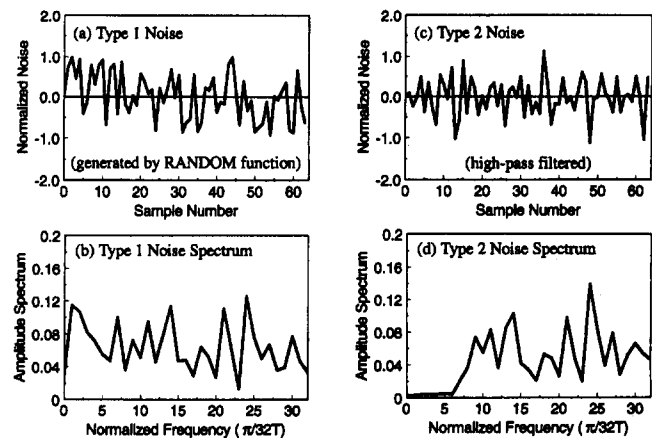 (a) Type 1 Noise
Normalized Noise
2.0
1.0
0.0
-1.0
-2.0
(generated by RANDOM function)
0 10 20 30 40 50 60
Sample Number
(c) Type 2 Noise
Normalized Noise
2.0
1.0
0.0
-1.0
-2.0
(high-pass filtered)
0 10 20 30 40 50 60
Sample Number
(b) Type 1 Noise Spectrum
Amplitude Spectrum
0.2
0.16
0.12
0.08
0.04
0
0 5 10 15 20 25 30
Normalized Frequency (π/32T)
(d) Type 2 Noise Spectrum
Amplitude Spectrum
0.2
0.16
0.12
0.08
0.04
0
0 5 10 15 20 25 30
Normalized Frequency (π/32T)